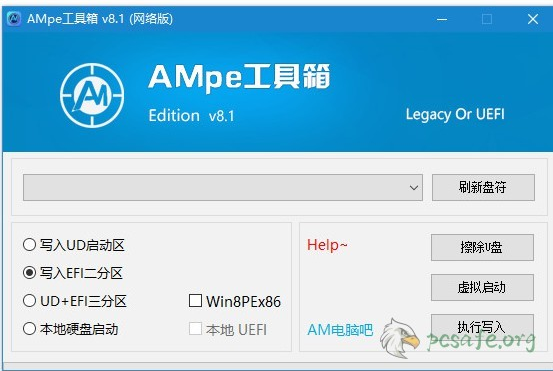 AMpe工具箱 v8.1 (网络版)
AM
AMpe工具箱
Edition v8.1
Legacy Or UEFI
刷新盘符
写入UD启动区
写入EFI二分区
UD+EFI三分区
Win8PEx86
本地硬盘启动
本地 UEFI
Help~
擦除U盘
虚拟启动
AM电脑吧
执行写入
pcsafe.org